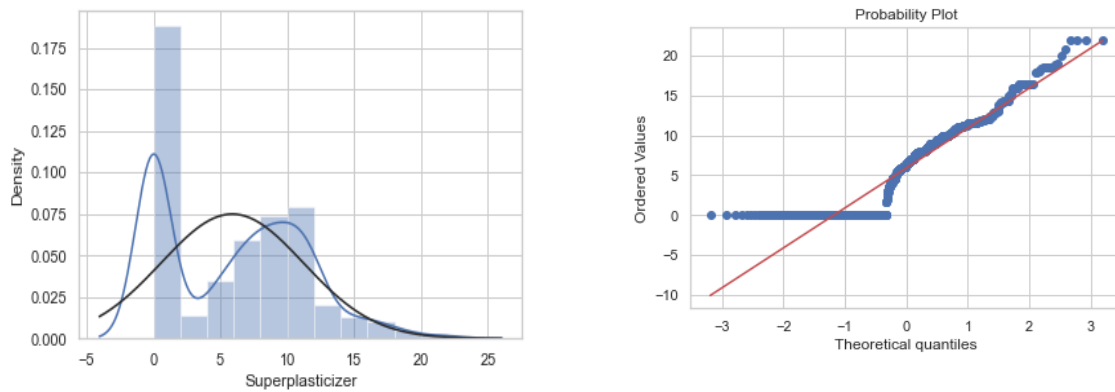 0.175
0.150
0.125
0.100
0.075
0.050
0.025
0.000
Density
−5 0 5 10 15 20 25
Superplasticizer
Probability Plot
20
15
10
5
0
−5
−10
Ordered Values
−3 −2 −1 0 1 2 3
Theoretical quantiles